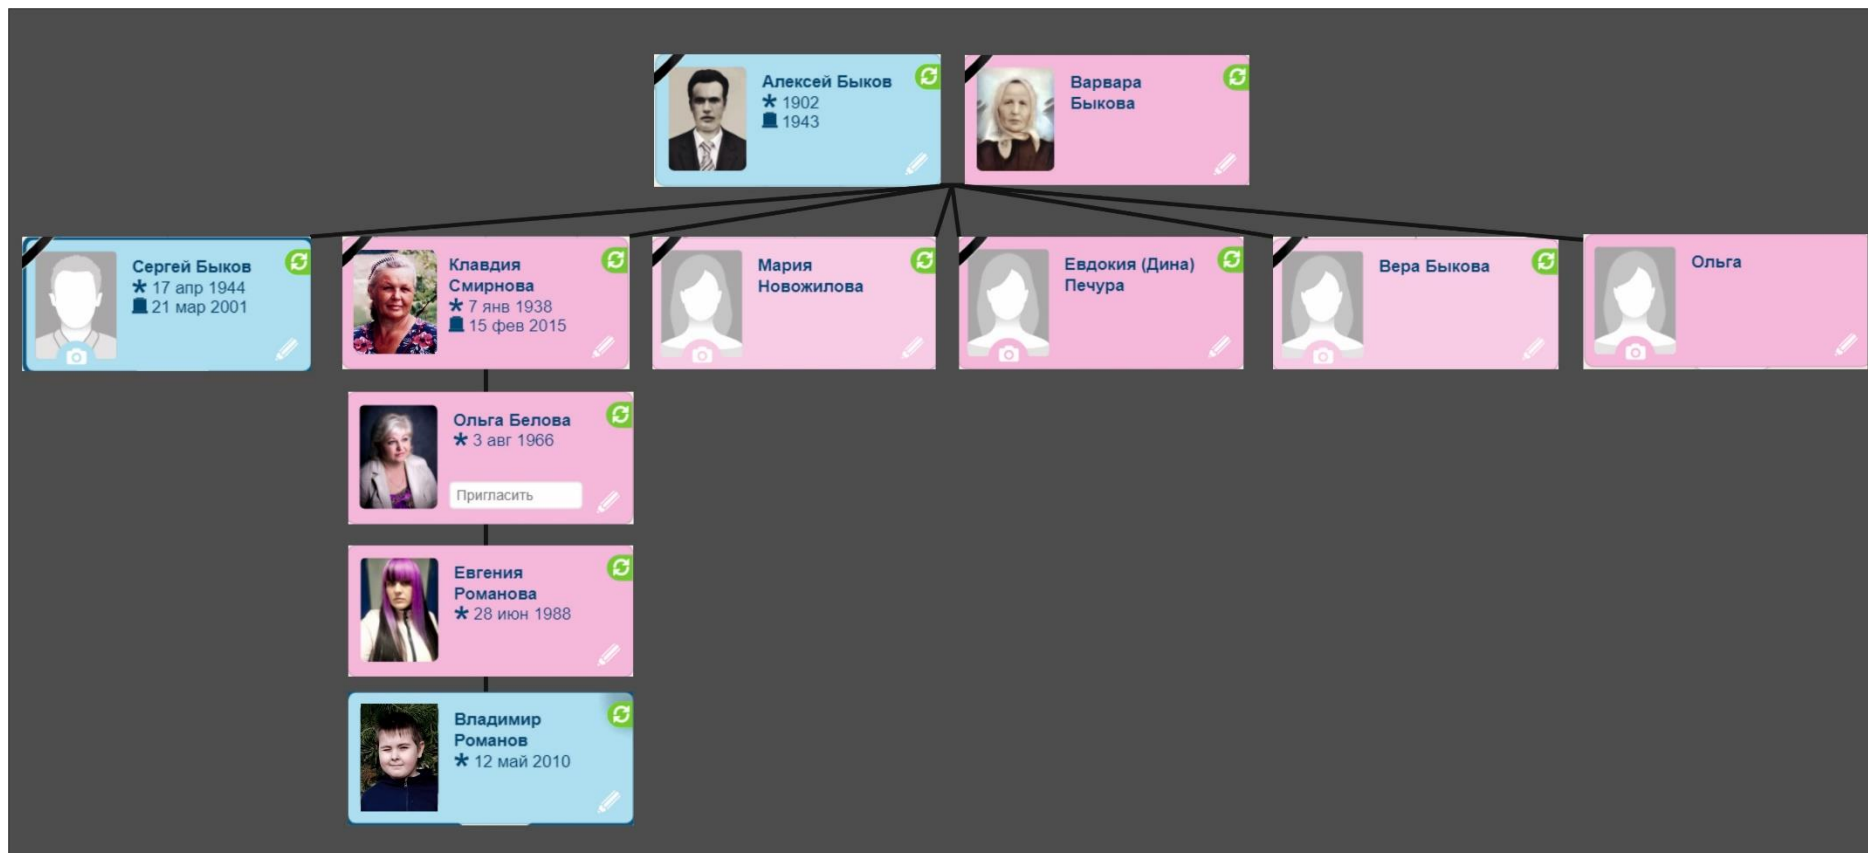 Алексей Быков
1902
1943
Варвара
Быкова
Сергей Быков
17 апр 1944
21 мар 2001
Клавдия
Смирнова
7 янв 1938
15 фев 2015
Мария
Новожилова
Евдокия (Дина)
Печура
Вера Быкова
Ольга
Ольга Белова
3 авг 1966
Пригласить
Евгения
Романова
28 июн 1988
Владимир
Романов
12 май 2010